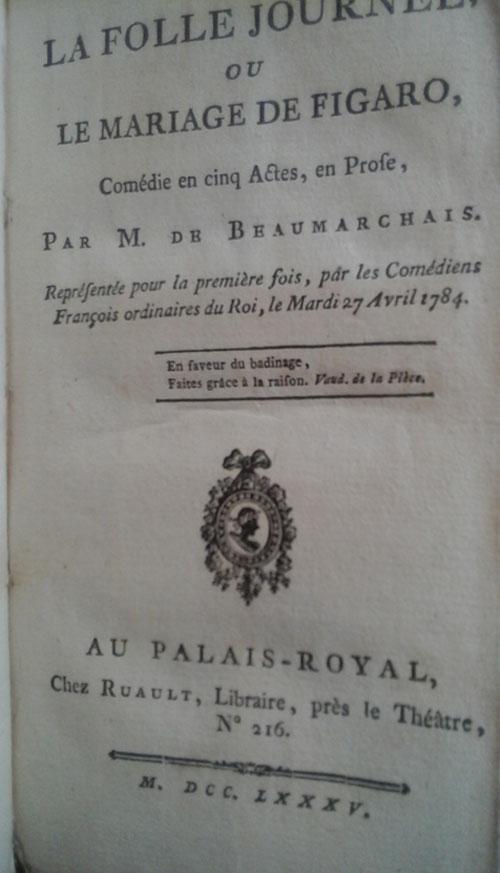 LA FOLLE JOURNÉE,
OU
LE MARIAGE DE FIGARO,
Comédie en cinq Actes, en Proſe,
PAR M. DE BEAUMARCHAIS.
Repréſentée pour la première fois, par les Comédiens
François ordinaires du Roi, le Mardi 27 Avril 1784.
En faveur du badinage,
Faites grâce à la raiſon. Vaud. de la Pièce.
AU PALAIS-ROYAL,
Chez RUAULT, Libraire, près le Théâtre,
Nº 216.
M. DCC. LXXXV.